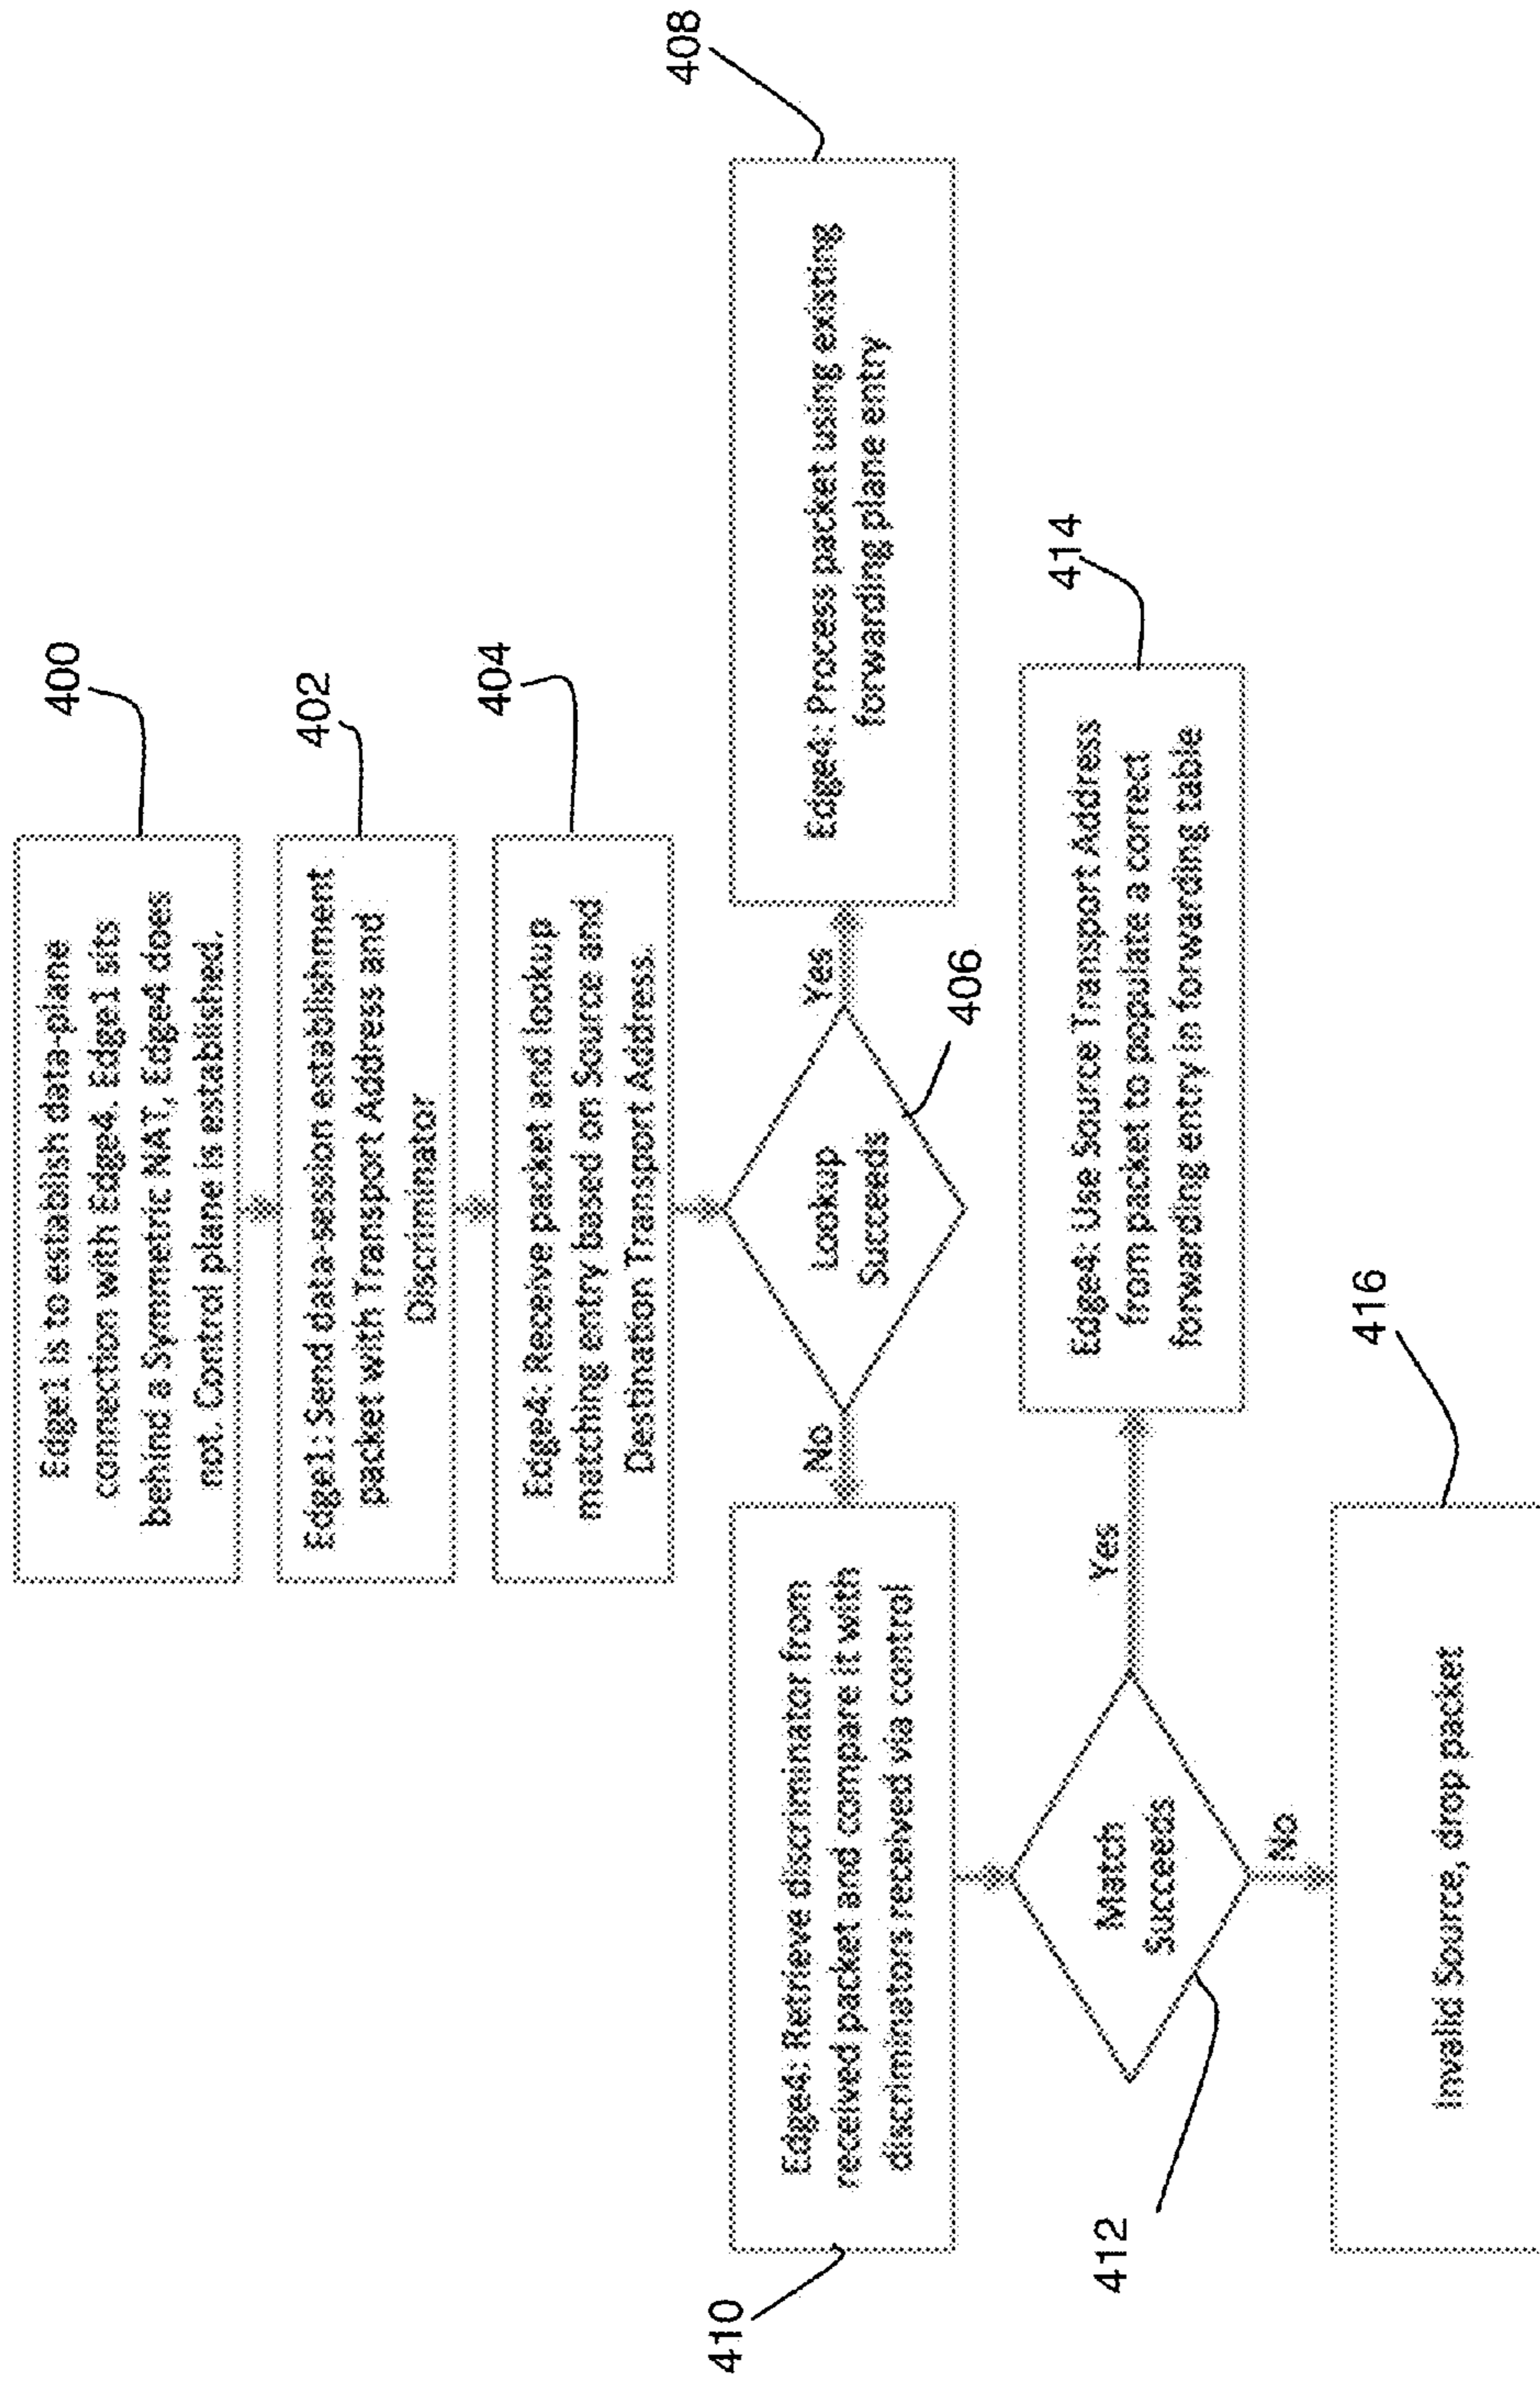 400
Edge1 is to establish data-plane
connection with Edge4. Edge1 sits
behind a Symmetric NAT, Edge4 does
not. Control plane is established.
402
Edge1: Send data-session establishment
packet with Transport Address and
Discriminator
404
Edge4: Receive packet and lookup
matching entry based on Source and
Destination Transport Address.
406
Lookup
Succeeds
Yes
408
Edge4: Process packet using existing
forwarding plane entry
No
410
Edge4: Retrieve discriminator from
received packet and compare it with
discriminators received via control
412
Match
Succeeds
Yes
414
Edge4: Use Source Transport Address
from packet to populate a correct
forwarding entry in forwarding table
No
416
Invalid Source, drop packet